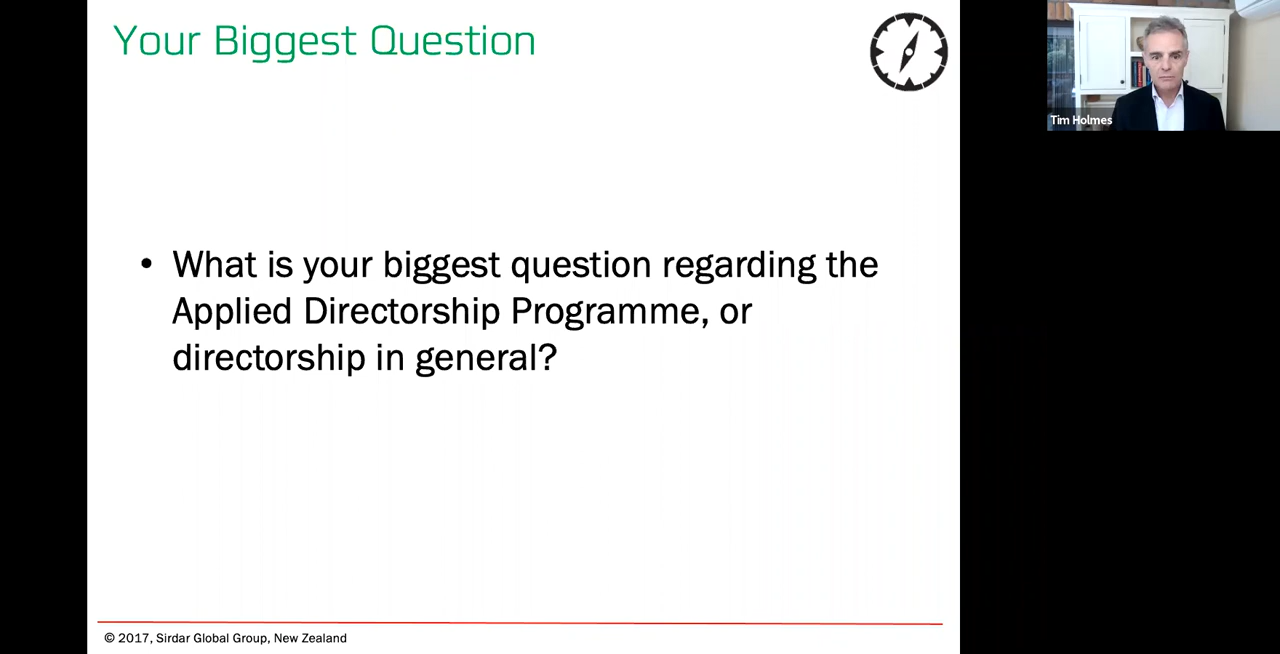 Your Biggest Question
Tim Holmes
• What is your biggest question regarding the
Applied Directorship Programme, or
directorship in general?
© 2017, Sirdar Global Group, New Zealand